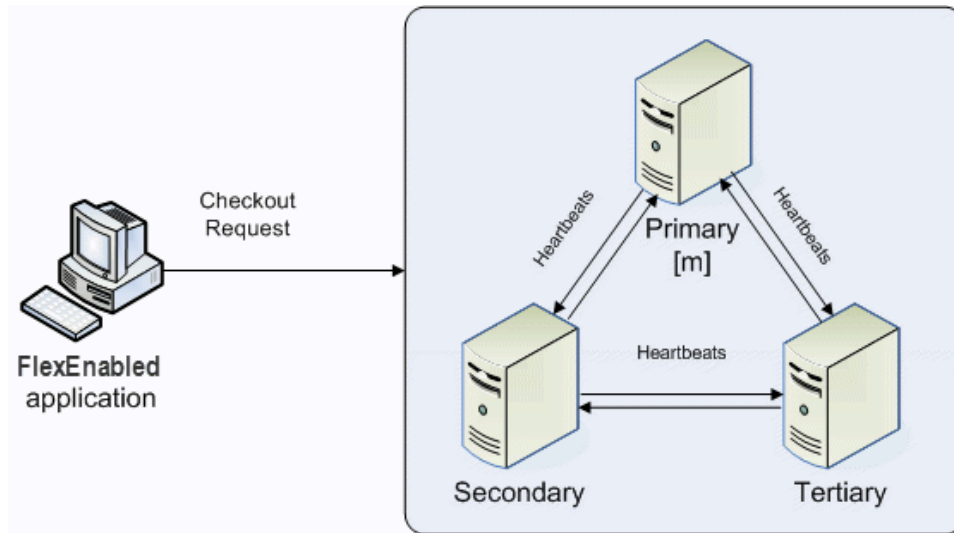 Checkout
Request
FlexEnabled
application
Heartbeats
Primary
[m]
Heartbeats
Heartbeats
Secondary
Tertiary